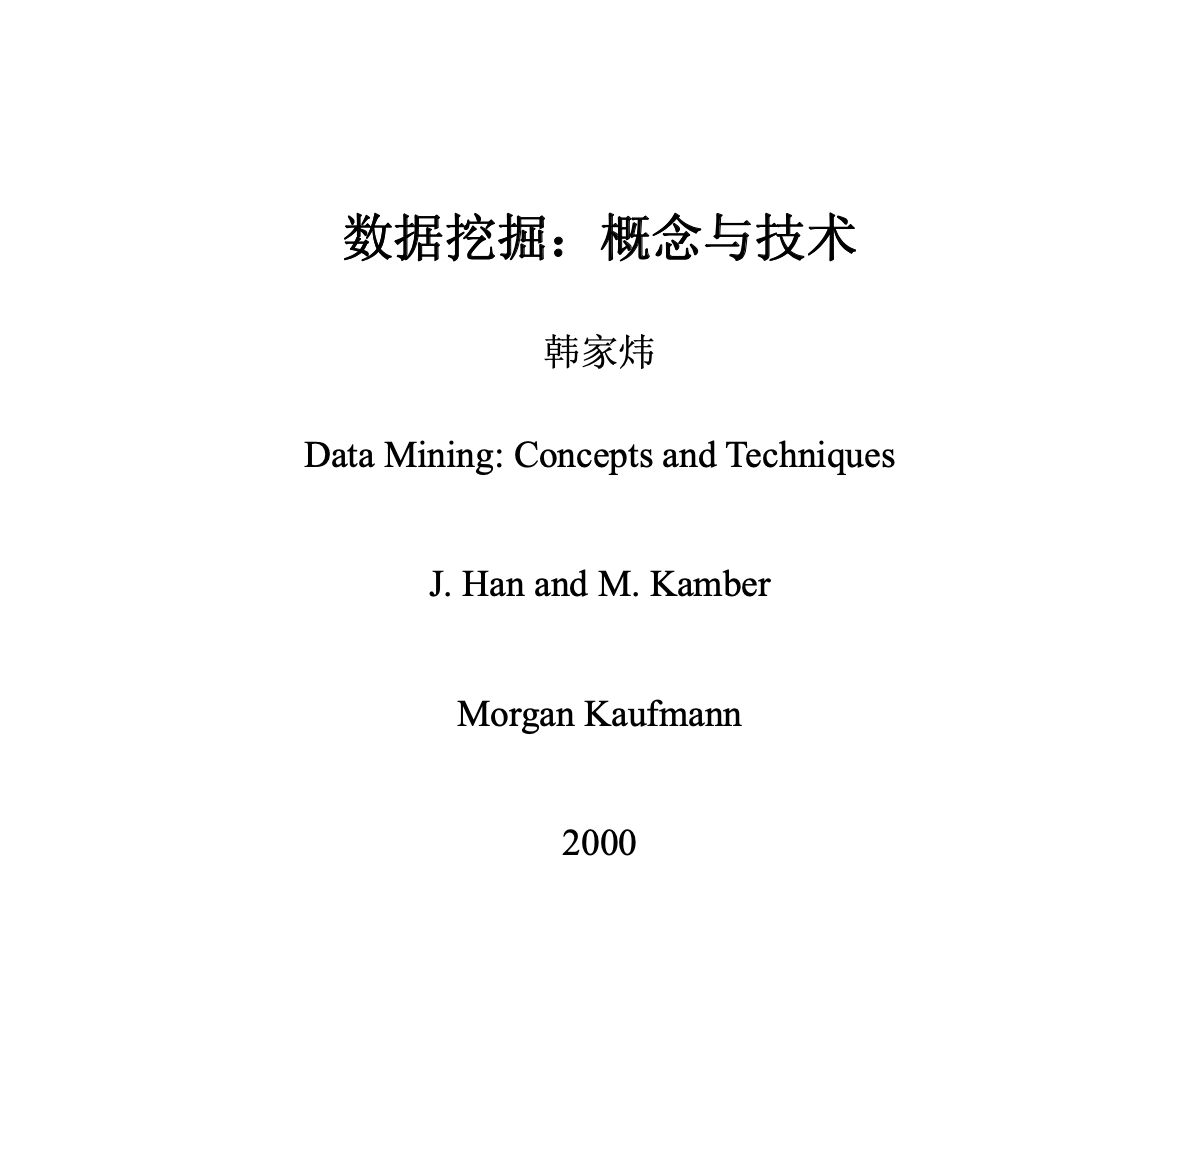 数据挖掘：概念与技术
韩家炜
Data Mining: Concepts and Techniques
J. Han and M. Kamber
Morgan Kaufmann
2000